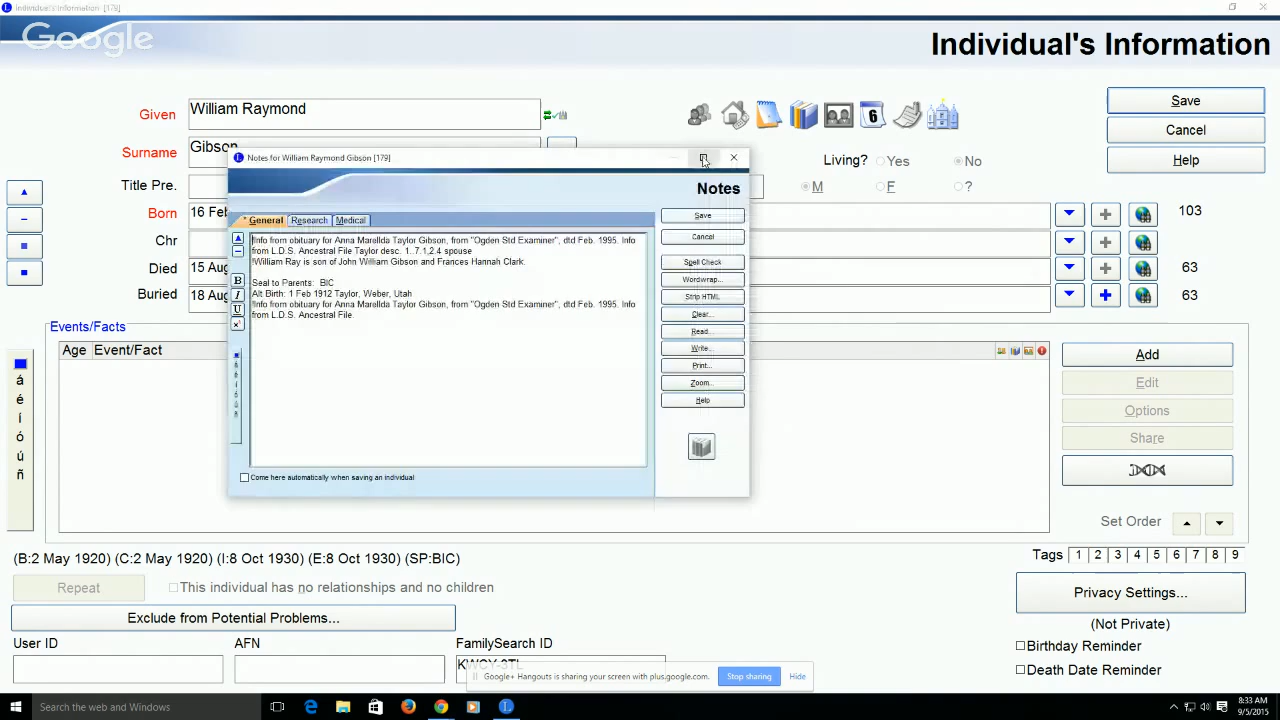 Individual's Information [179]
Google
Individual's Information
Given
William Raymond
Save
Surname
Gibson
Cancel
Living?
Yes
No
Help
Title Pre.
M
F
?
Born
16 Feb
103
Chr
Died
15 Aug
63
Buried
18 Aug
63
Notes for William Raymond Gibson [179]
Notes
* General
Research
Medical
Save
Cancel
Spell Check
Wordwrap...
Strip HTML
Clear...
Read...
Write...
Print...
Zoom...
Help
!Info from obituary for Anna Marellda Taylor Gibson, from "Ogden Std Examiner", dtd Feb. 1995. Info
from L.D.S. Ancestral File Taylor desc. 1..7.1,2.4 spouse
!William Ray is son of John William Gibson and Frances Hannah Clark.
Seal to Parents: BIC
Alt Birth: 1 Feb 1912 Taylor, Weber, Utah
!Info from obituary for Anna Marellda Taylor Gibson, from "Ogden Std Examiner", dtd Feb. 1995. Info
from L.D.S. Ancestral File
B
I
U
Come here automatically when saving an individual
Events/Facts
Age
Event/Fact
Add
Edit
Options
Share
Set Order
á
é
í
ó
ú
ñ
(B:2 May 1920) (C:2 May 1920) (I:8 Oct 1930) (E:8 Oct 1930) (SP:BIC)
Tags 1 2 3 4 5 6 7 8 9
Repeat
This individual has no relationships and no children
Privacy Settings...
Exclude from Potential Problems...
(Not Private)
User ID
AFN
FamilySearch ID
Birthday Reminder
Death Date Reminder
Google+ Hangouts is sharing your screen with plus.google.com.
Stop sharing
Hide
Search the web and Windows
8:33 AM
9/5/2015